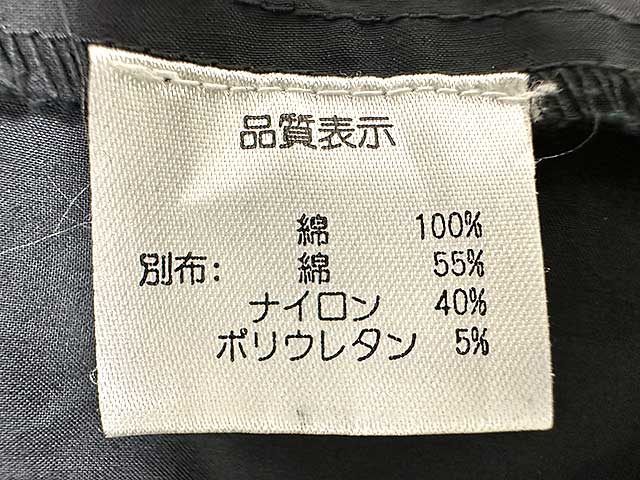 品質表示
綿 100%
別布: 綿 55%
ナイロン 40%
ポリウレタン 5%